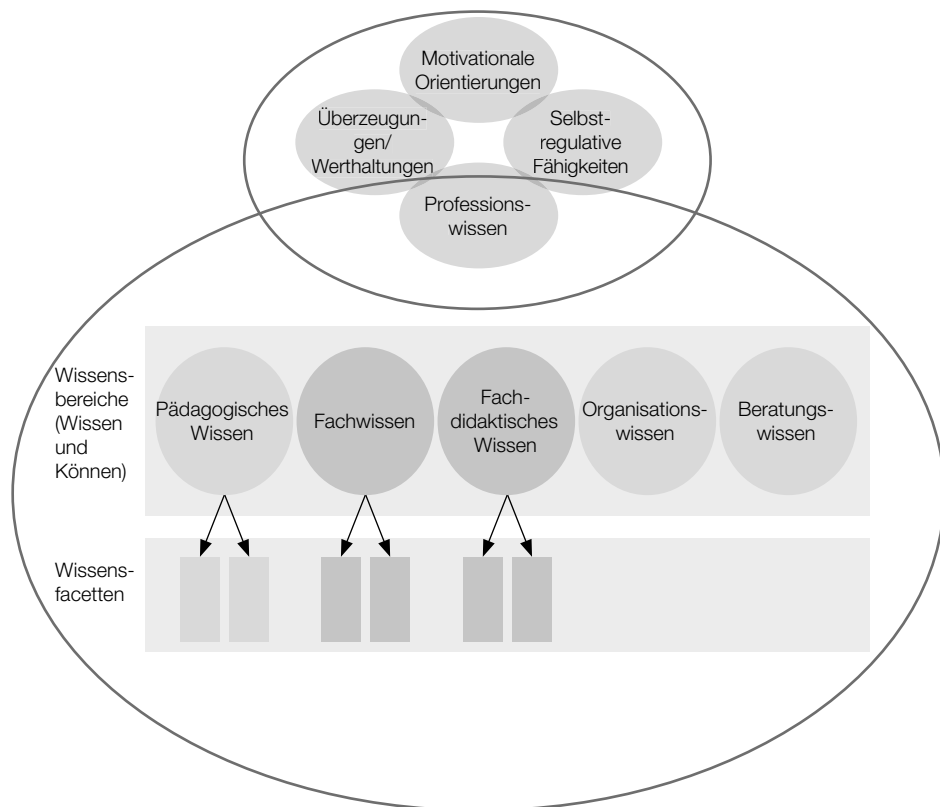 Motivationale
Orientierungen
Überzeugun-
gen/
Werthaltungen
Selbst-
regulative
Fähigkeiten
Professions-
wissen
Wissens-
bereiche
(Wissen
und
Können)
Pädagogisches
Wissen
Fachwissen
Fach-
didaktisches
Wissen
Organisations-
wissen
Beratungs-
wissen
Wissens-
facetten